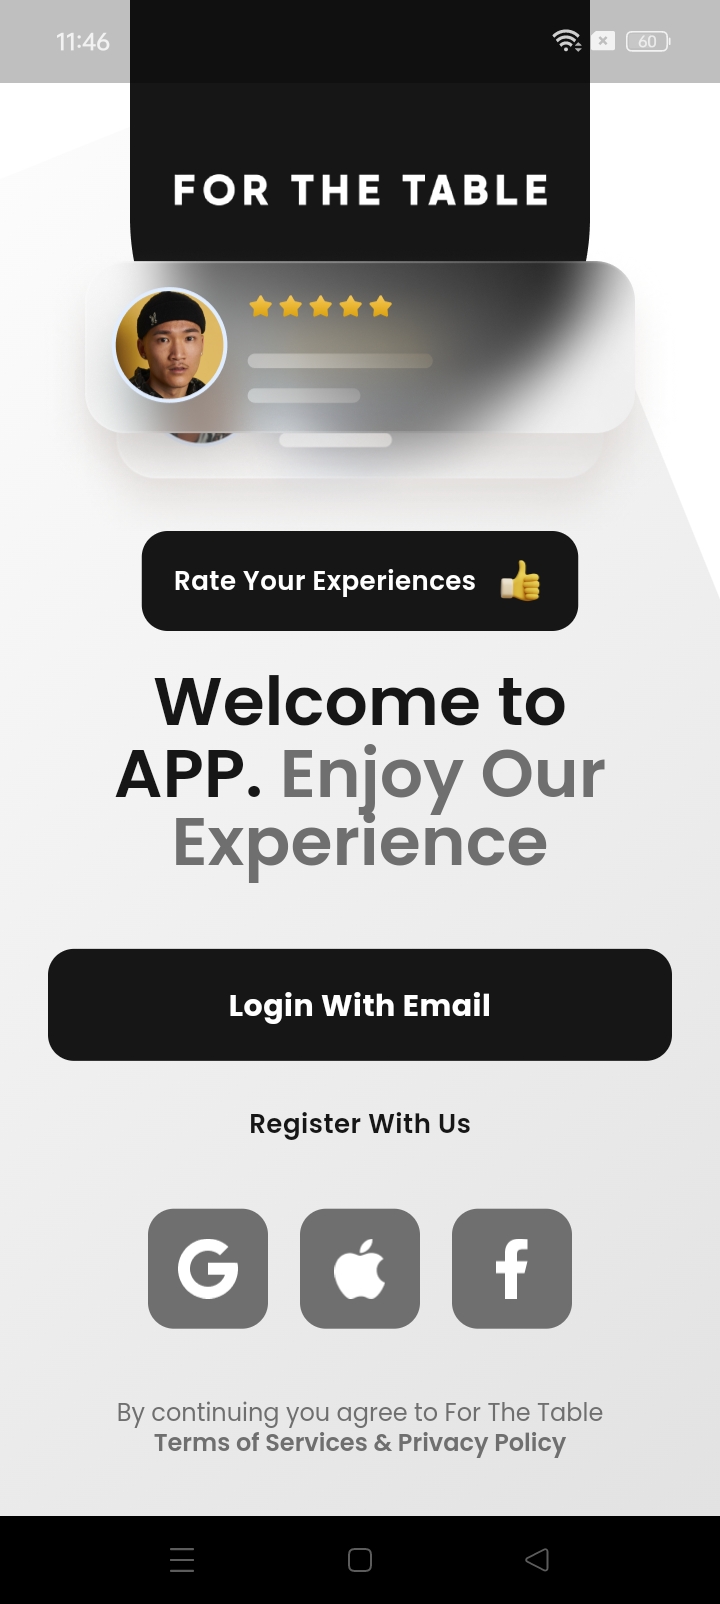 11:46
60
FOR THE TABLE
Rate Your Experiences
Welcome to
APP. Enjoy Our
Experience
Login With Email
Register With Us
By continuing you agree to For The Table
Terms of Services & Privacy Policy